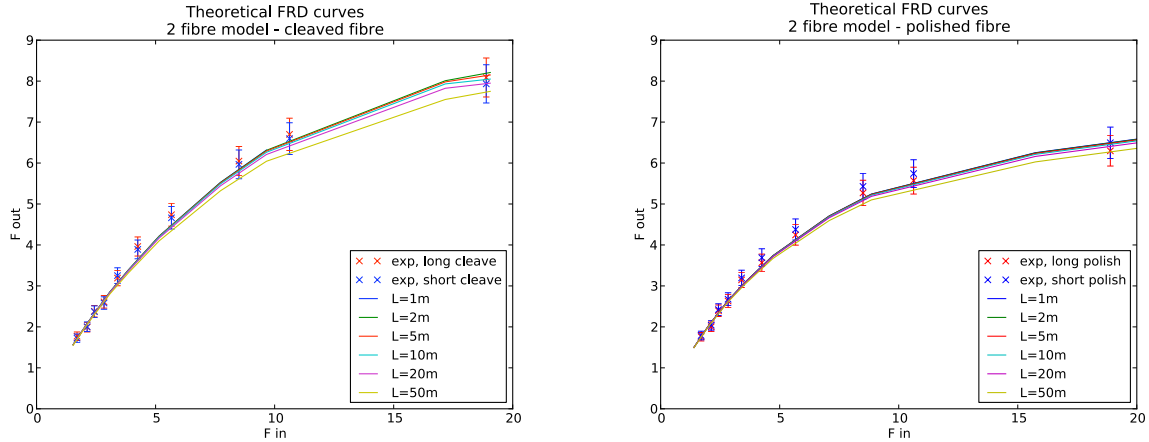 Theoretical FRD curves
2 fibre model - cleaved fibre
9
8
7
6
5
4
3
2
1
0
F out
0
5
10
15
20
F in
exp, long cleave
exp, short cleave
L=1m
L=2m
L=5m
L=10m
L=20m
L=50m
Theoretical FRD curves
2 fibre model - polished fibre
9
8
7
6
5
4
3
2
1
0
F out
0
5
10
15
20
F in
exp, long polish
exp, short polish
L=1m
L=2m
L=5m
L=10m
L=20m
L=50m